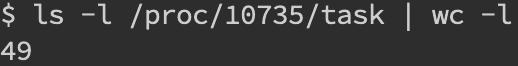 $ ls -l /proc/10735/task | wc -l
49